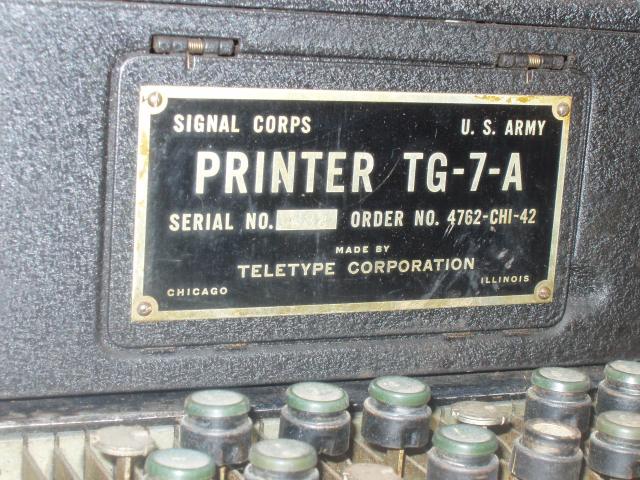 SIGNAL CORPS U. S. ARMY
PRINTER TG-7-A
SERIAL NO. ORDER NO. 4762-CHI-42
MADE BY
TELETYPE CORPORATION
CHICAGO ILLINOIS